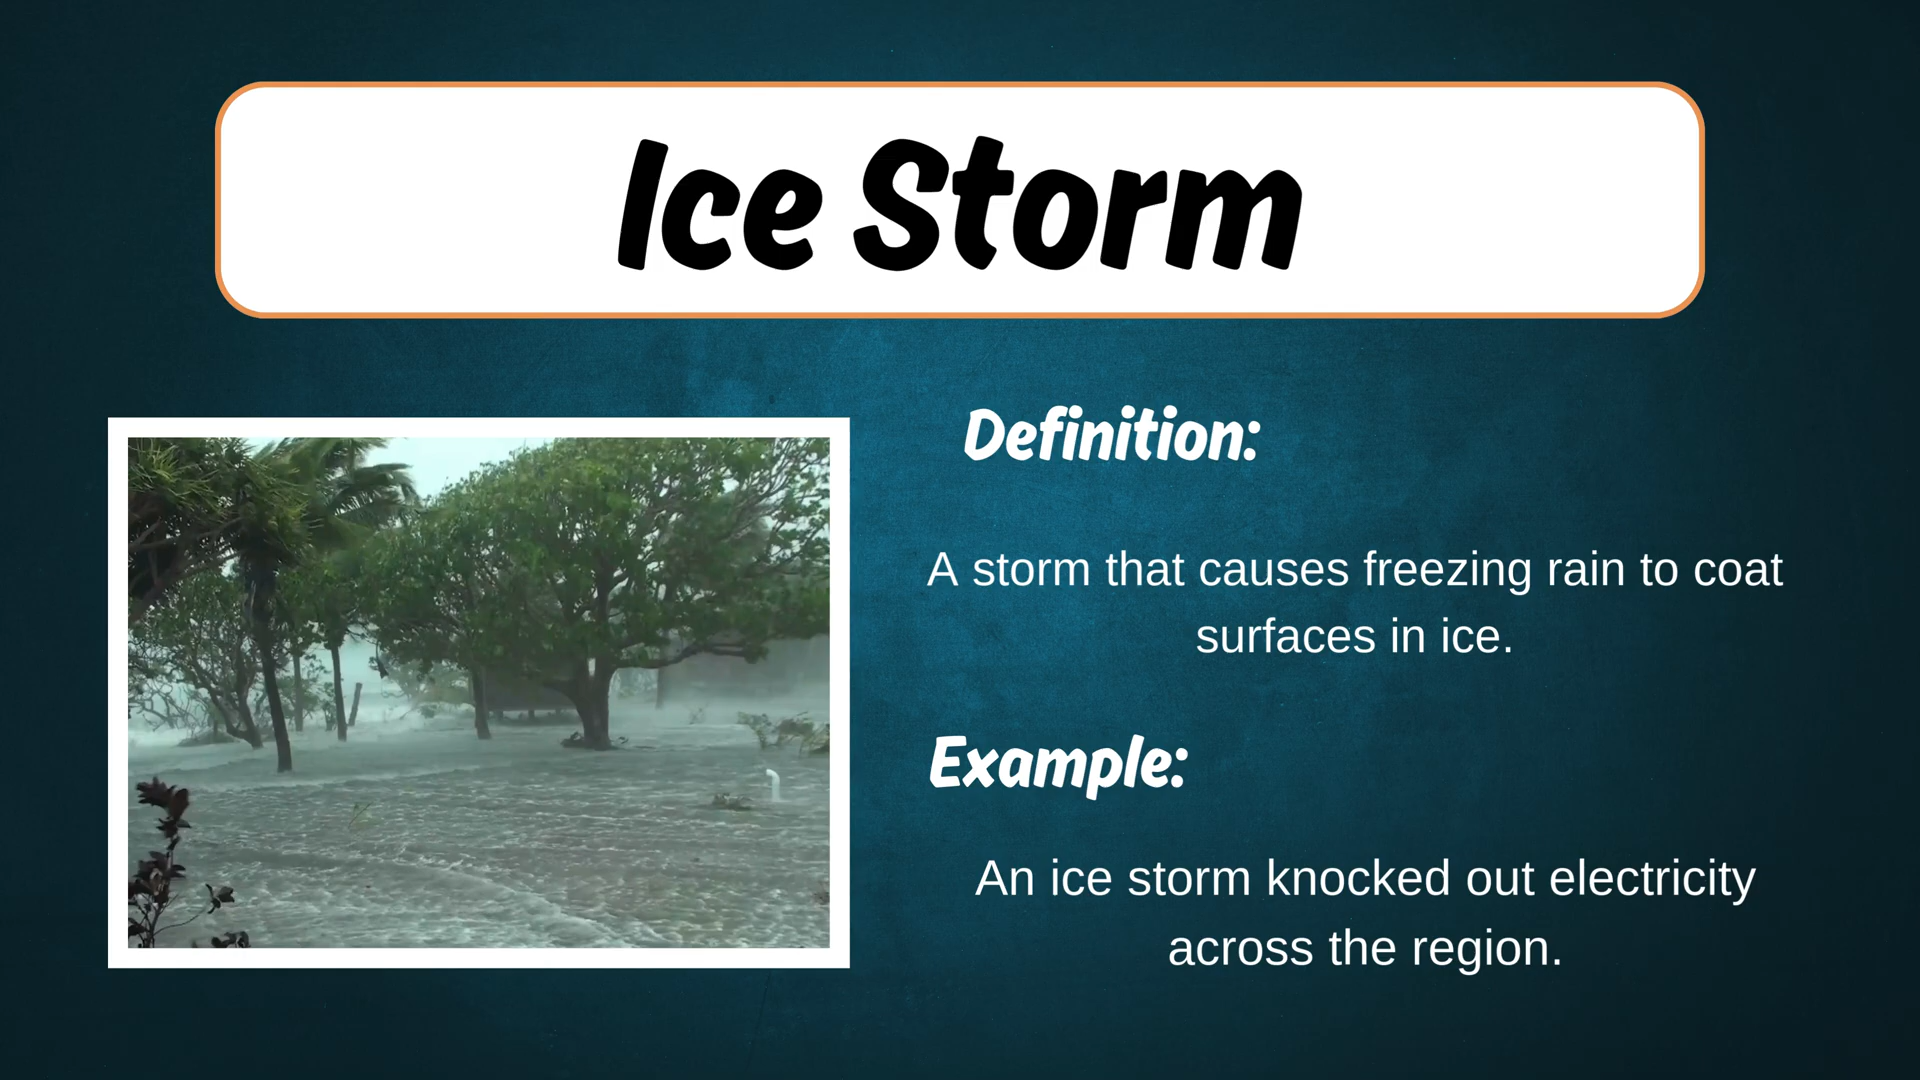 Ice Storm
Definition:
A storm that causes freezing rain to coat
surfaces in ice.
Example:
An ice storm knocked out electricity
across the region.